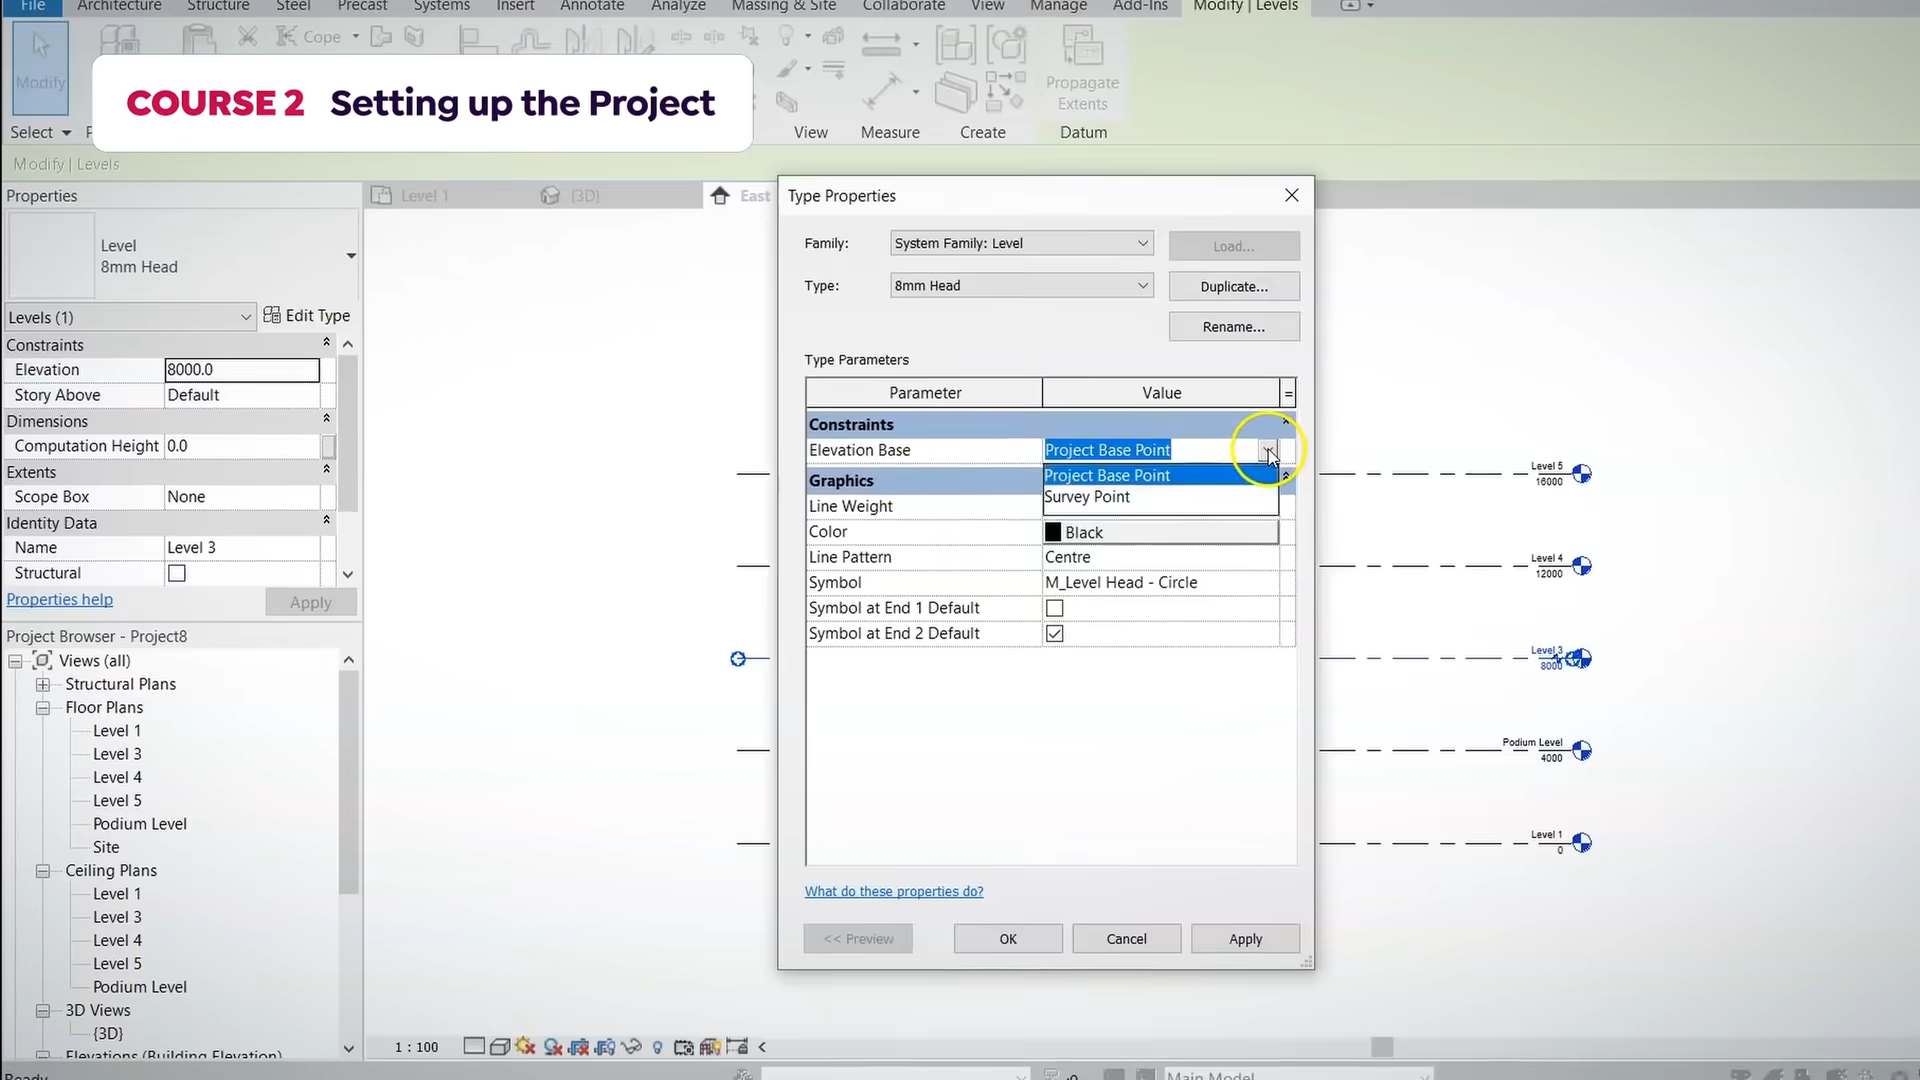 File Architecture Structure Steel Precast Systems Insert Annotate Analyze Massing & Site Collaborate View Manage Add-Ins Modify | Levels
Modify
Cope
COURSE 2 Setting up the Project
Propagate
Extents
Select
View Measure Create Datum
Modify | Levels
Properties
Level
8mm Head
Levels (1)
Edit Type
Constraints
Elevation 8000.0
Story Above Default
Dimensions
Computation Height 0.0
Extents
Scope Box None
Identity Data
Name Level 3
Structural
Properties help
Apply
Project Browser - Project8
Views (all)
Structural Plans
Floor Plans
Level 1
Level 3
Level 4
Level 5
Podium Level
Site
Ceiling Plans
Level 1
Level 3
Level 4
Level 5
Podium Level
3D Views
{3D}
Elevations (Building Elevation)
Level 1
{3D}
East
Type Properties
Family: System Family: Level Load...
Type: 8mm Head Duplicate...
Rename...
Type Parameters
Parameter Value =
Constraints
Elevation Base Project Base Point
Project Base Point
Survey Point
Graphics
Line Weight
Color Black
Line Pattern Centre
Symbol M_Level Head - Circle
Symbol at End 1 Default
Symbol at End 2 Default
What do these properties do?
<< Preview OK Cancel Apply
Level 5
16000
Level 4
12000
Level 3
8000
Podium Level
4000
Level 1
0
1 : 100
Ready
:0
Main Model